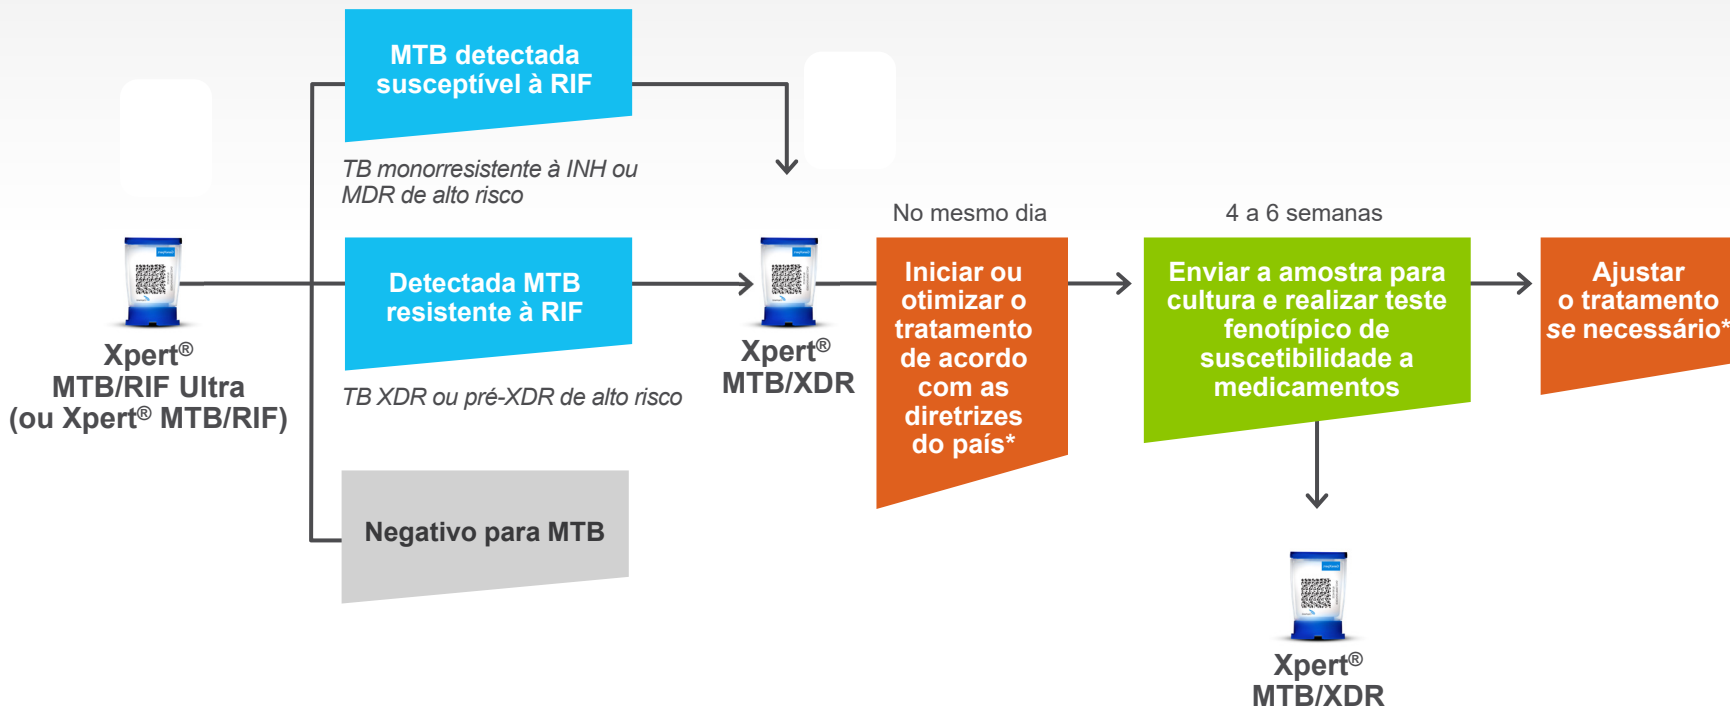 MTB detectada
susceptível à RIF
TB monorresistente à INH ou
MDR de alto risco
Xpert®
MTB/RIF Ultra
(ou Xpert® MTB/RIF)
Detectada MTB
resistente à RIF
TB XDR ou pré-XDR de alto risco
Negativo para MTB
Xpert®
MTB/XDR
No mesmo dia
Iniciar ou
otimizar o
tratamento
de acordo
com as
diretrizes
do país*
4 a 6 semanas
Enviar a amostra para
cultura e realizar teste
fenotípico de
suscetibilidade a
medicamentos
Xpert®
MTB/XDR
Ajustar
o tratamento
se necessário*